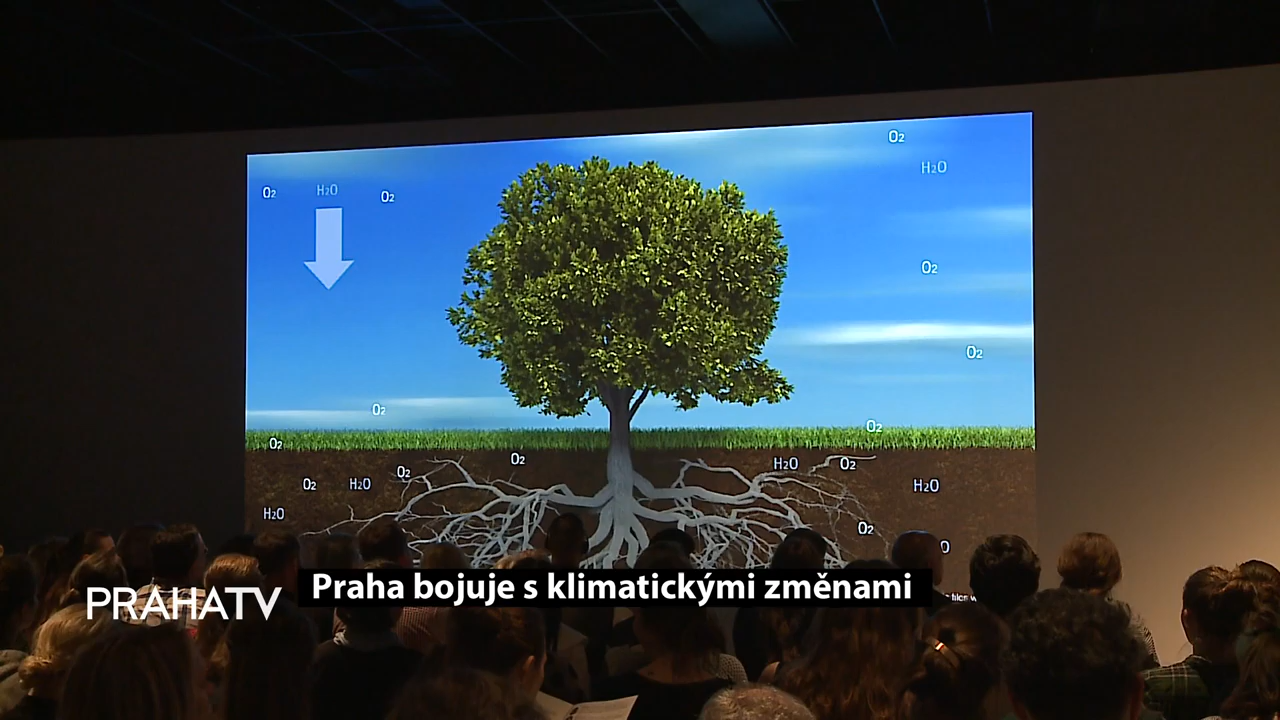 O₂
H₂O
O₂ H₂O O₂
O₂
O₂
O₂
O₂
O₂
O₂ H₂O O₂
O₂
O₂ H₂O H₂O
H₂O
O₂
PRAHATV
Praha bojuje s klimatickými změnami